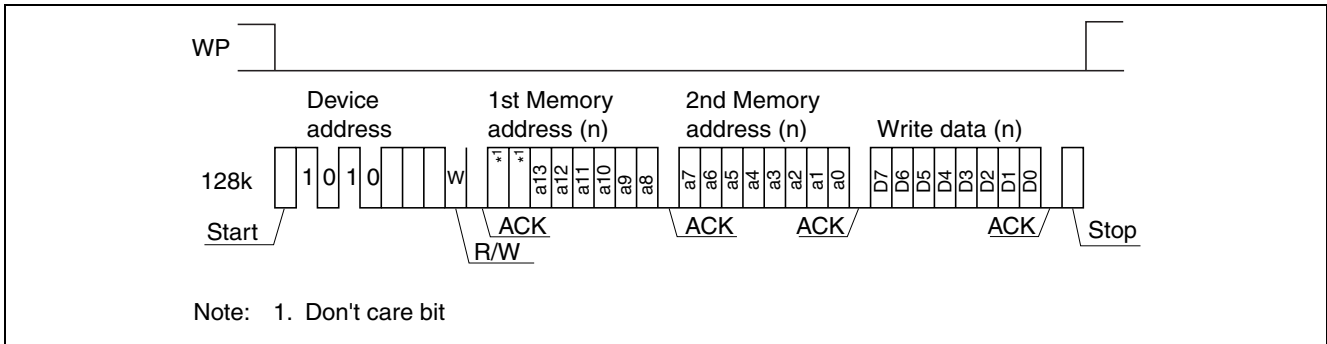 WP
Device address
1st Memory address (n)
2nd Memory address (n)
Write data (n)
128k
1 0 1 0
W
*1 *1 a13 a12 a11 a10 a9 a8
a7 a6 a5 a4 a3 a2 a1 a0
D7 D6 D5 D4 D3 D2 D1 D0
Start
ACK
ACK
ACK
ACK
Stop
R/W
Note: 1. Don't care bit